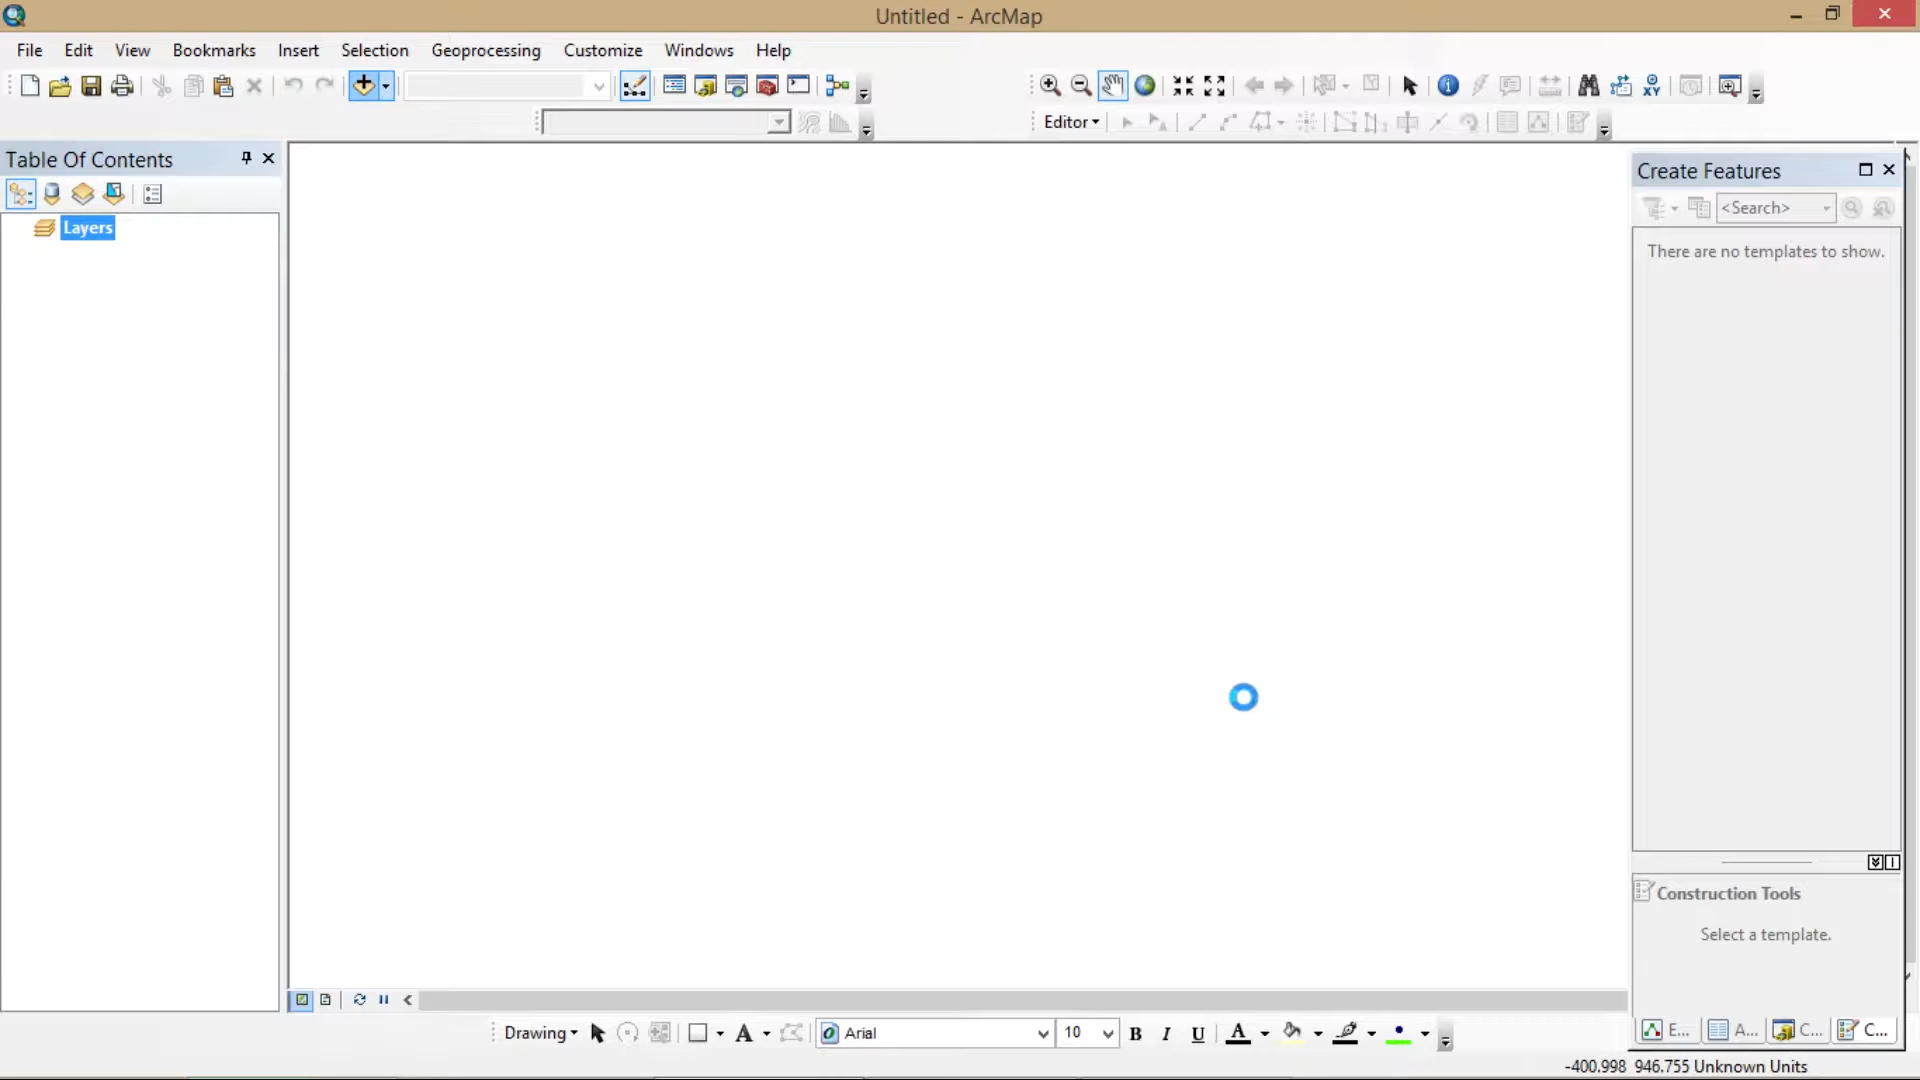 Untitled - ArcMap
File Edit View Bookmarks Insert Selection Geoprocessing Customize Windows Help
XY
Editor
Table Of Contents
Layers
Create Features
<Search>
There are no templates to show.
Construction Tools
Select a template.
E... A... C... C...
Drawing A Arial 10 B I U A
-400.998 946.755 Unknown Units